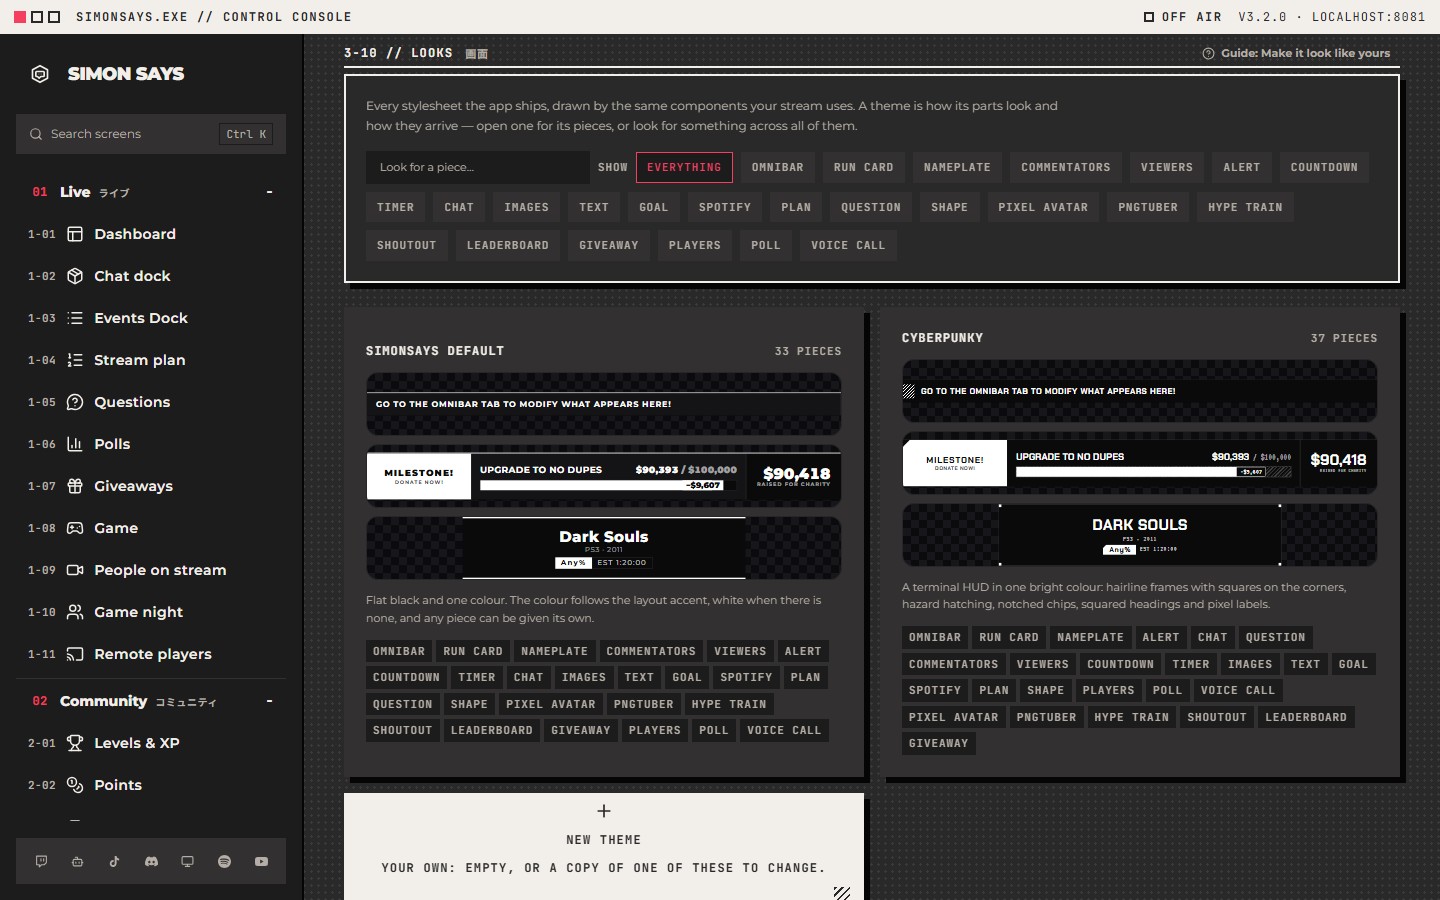 SIMONSAYS.EXE // CONTROL CONSOLE
OFF AIR V3.2.0 · LOCALHOST:8081
SIMON SAYS
Search screens Ctrl K
01 Live ライブ -
1-01 Dashboard
1-02 Chat dock
1-03 Events Dock
1-04 Stream plan
1-05 Questions
1-06 Polls
1-07 Giveaways
1-08 Game
1-09 People on stream
1-10 Game night
1-11 Remote players
02 Community コミュニティ -
2-01 Levels & XP
2-02 Points
3-10 // LOOKS 画面
Guide: Make it look like yours
Every stylesheet the app ships, drawn by the same components your stream uses. A theme is how its parts look and
how they arrive — open one for its pieces, or look for something across all of them.
Look for a piece... SHOW EVERYTHING OMNIBAR RUN CARD NAMEPLATE COMMENTATORS VIEWERS ALERT COUNTDOWN
TIMER CHAT IMAGES TEXT GOAL SPOTIFY PLAN QUESTION SHAPE PIXEL AVATAR PNGTUBER HYPE TRAIN
SHOUTOUT LEADERBOARD GIVEAWAY PLAYERS POLL VOICE CALL
SIMONSAYS DEFAULT 33 PIECES
GO TO THE OMNIBAR TAB TO MODIFY WHAT APPEARS HERE!
MILESTONE!
DONATE NOW!
UPGRADE TO NO DUPES $90,393 / $100,000
-$9,607
$90,418
RAISED FOR CHARITY
Dark Souls
PS3 · 2011
Any% EST 1:20:00
Flat black and one colour. The colour follows the layout accent, white when there is
none, and any piece can be given its own.
OMNIBAR RUN CARD NAMEPLATE COMMENTATORS VIEWERS ALERT
COUNTDOWN TIMER CHAT IMAGES TEXT GOAL SPOTIFY PLAN
QUESTION SHAPE PIXEL AVATAR PNGTUBER HYPE TRAIN
SHOUTOUT LEADERBOARD GIVEAWAY PLAYERS POLL VOICE CALL
CYBERPUNKY 37 PIECES
GO TO THE OMNIBAR TAB TO MODIFY WHAT APPEARS HERE!
MILESTONE!
DONATE NOW!
UPGRADE TO NO DUPES $90,393 / $100,000
-$9,607
$90,418
RAISED FOR CHARITY
DARK SOULS
PS3 · 2011
Any% EST 1:20:00
A terminal HUD in one bright colour: hairline frames with squares on the corners,
hazard hatching, notched chips, squared headings and pixel labels.
OMNIBAR RUN CARD NAMEPLATE ALERT CHAT QUESTION
COMMENTATORS VIEWERS COUNTDOWN TIMER IMAGES TEXT GOAL
SPOTIFY PLAN SHAPE PLAYERS POLL VOICE CALL
PIXEL AVATAR PNGTUBER HYPE TRAIN SHOUTOUT LEADERBOARD
GIVEAWAY
NEW THEME
YOUR OWN: EMPTY, OR A COPY OF ONE OF THESE TO CHANGE.